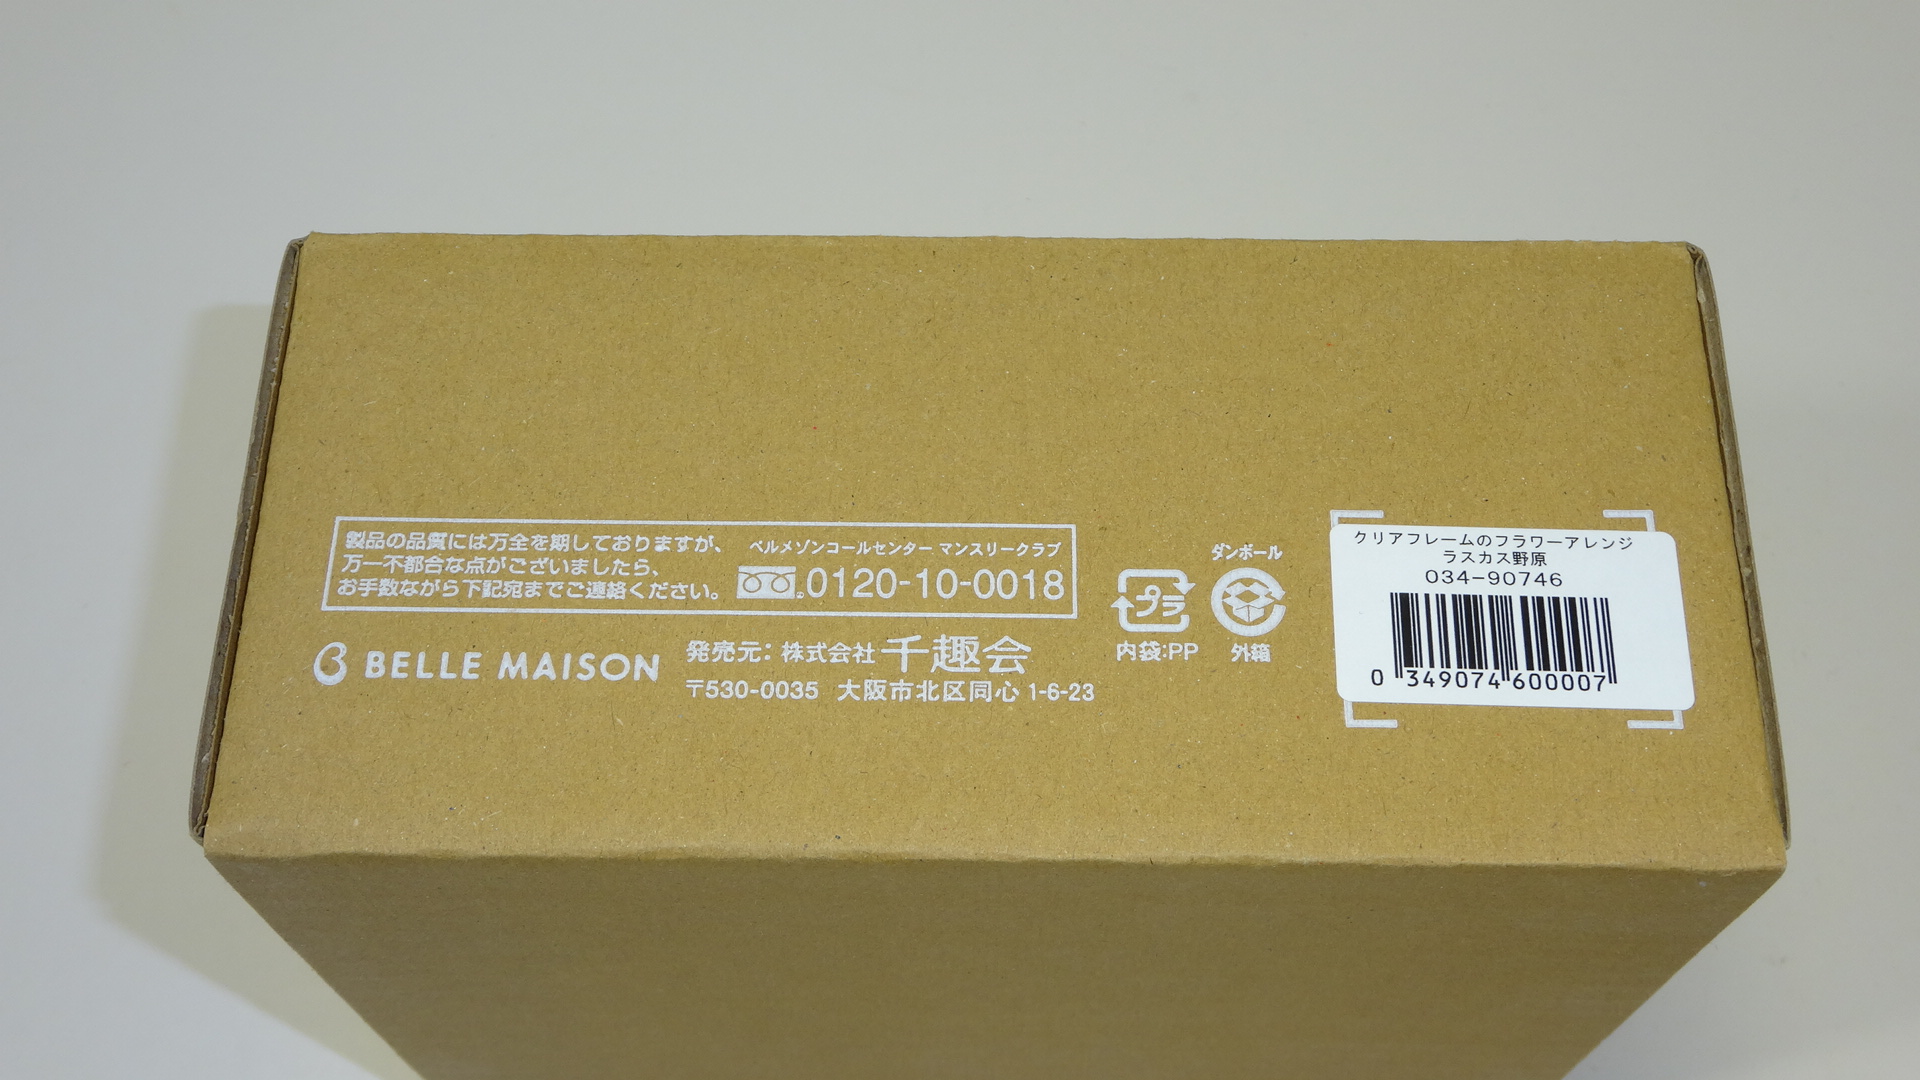 製品の品質には万全を期しておりますが、
万一不都合な点がございましたら、
お手数ながら下記宛までご連絡ください。
ベルメゾンコールセンター マンスリークラブ
0120-10-0018
BELLE MAISON
発売元：株式会社千趣会
〒530-0035 大阪市北区同心1-6-23
プラ
内袋:PP
ダンボール
外箱
クリアフレームのフラワーアレンジ
ラスカス野原
034-90746
0 349074 600007